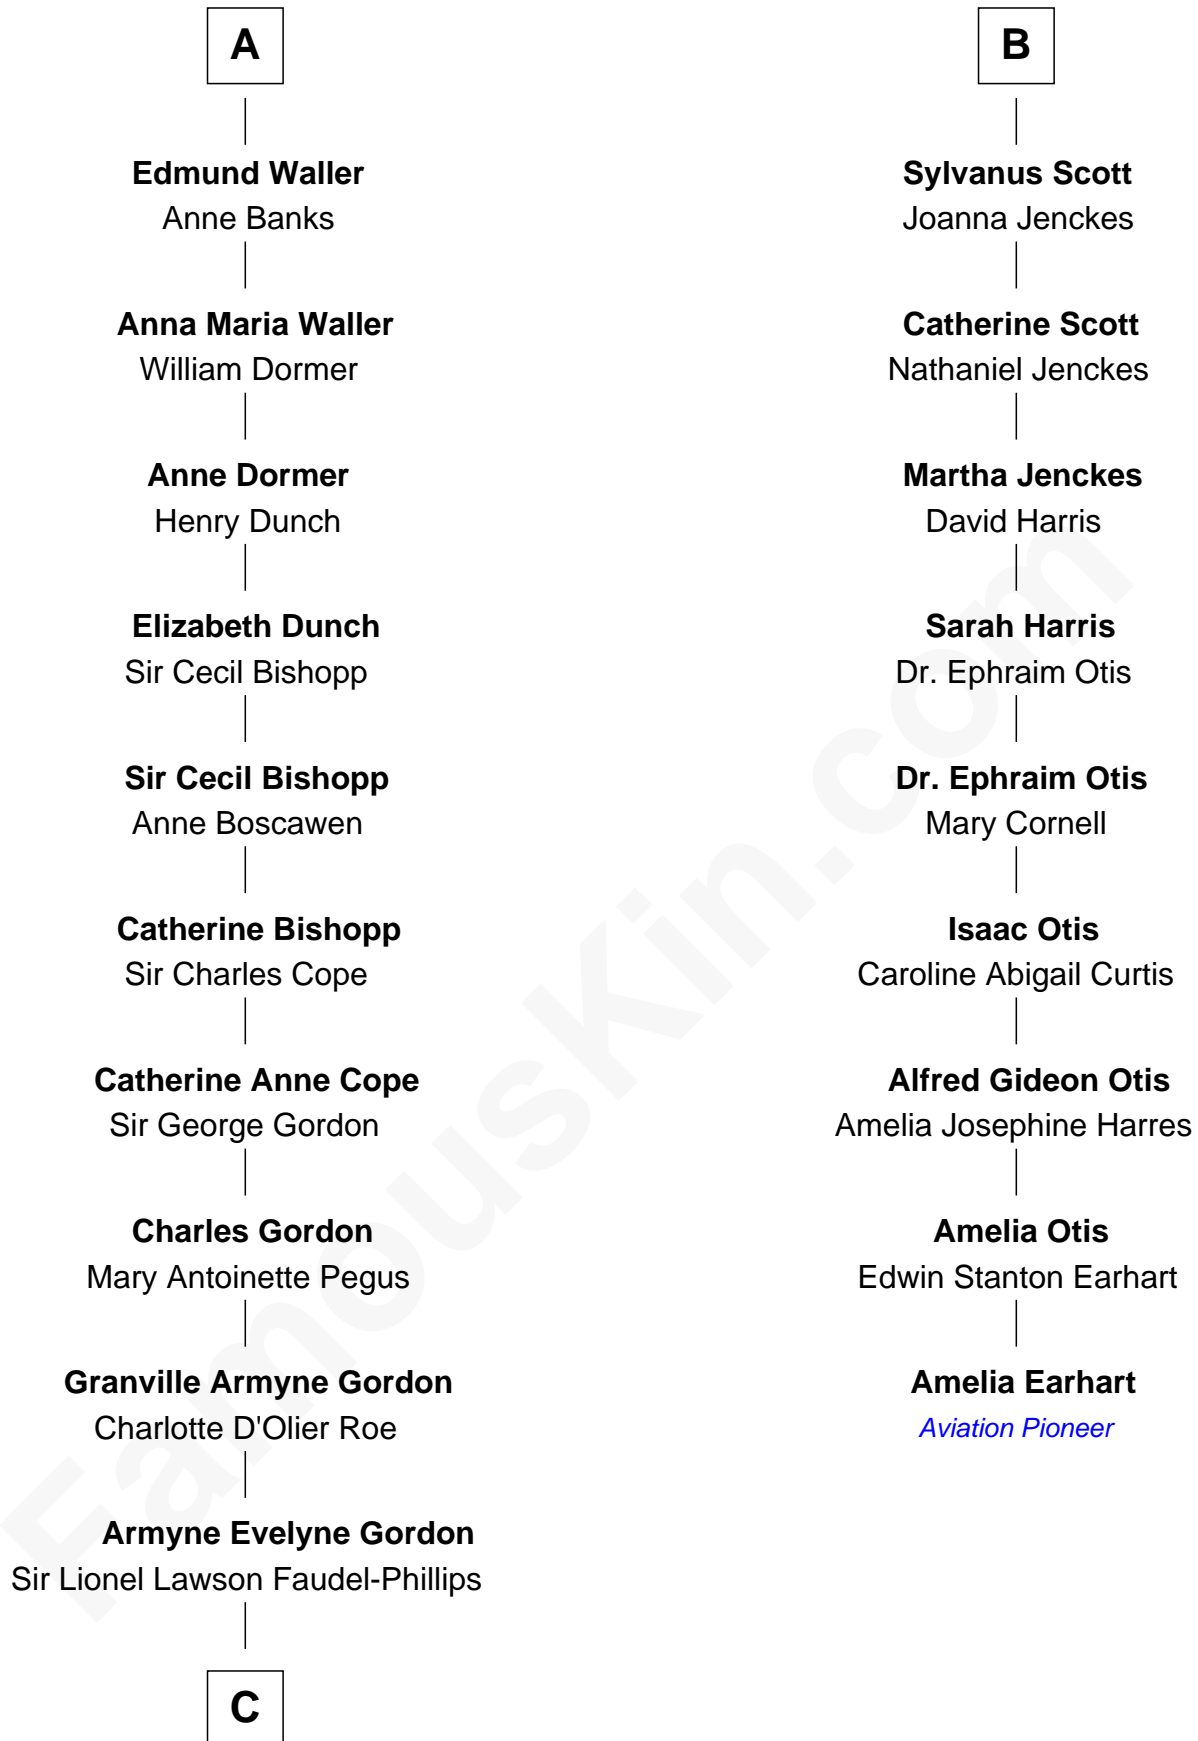 A
Edmund Waller
Anne Banks
Anna Maria Waller
William Dormer
Anne Dormer
Henry Dunch
Elizabeth Dunch
Sir Cecil Bishopp
Sir Cecil Bishopp
Anne Boscawen
Catherine Bishopp
Sir Charles Cope
Catherine Anne Cope
Sir George Gordon
Charles Gordon
Mary Antoinette Pegus
Granville Armyne Gordon
Charlotte D'Olier Roe
Armyne Evelyne Gordon
Sir Lionel Lawson Faudel-Phillips
C
B
Sylvanus Scott
Joanna Jenckes
Catherine Scott
Nathaniel Jenckes
Martha Jenckes
David Harris
Sarah Harris
Dr. Ephraim Otis
Dr. Ephraim Otis
Mary Cornell
Isaac Otis
Caroline Abigail Curtis
Alfred Gideon Otis
Amelia Josephine Harres
Amelia Otis
Edwin Stanton Earhart
Amelia Earhart
Aviation Pioneer
FamousKin.com